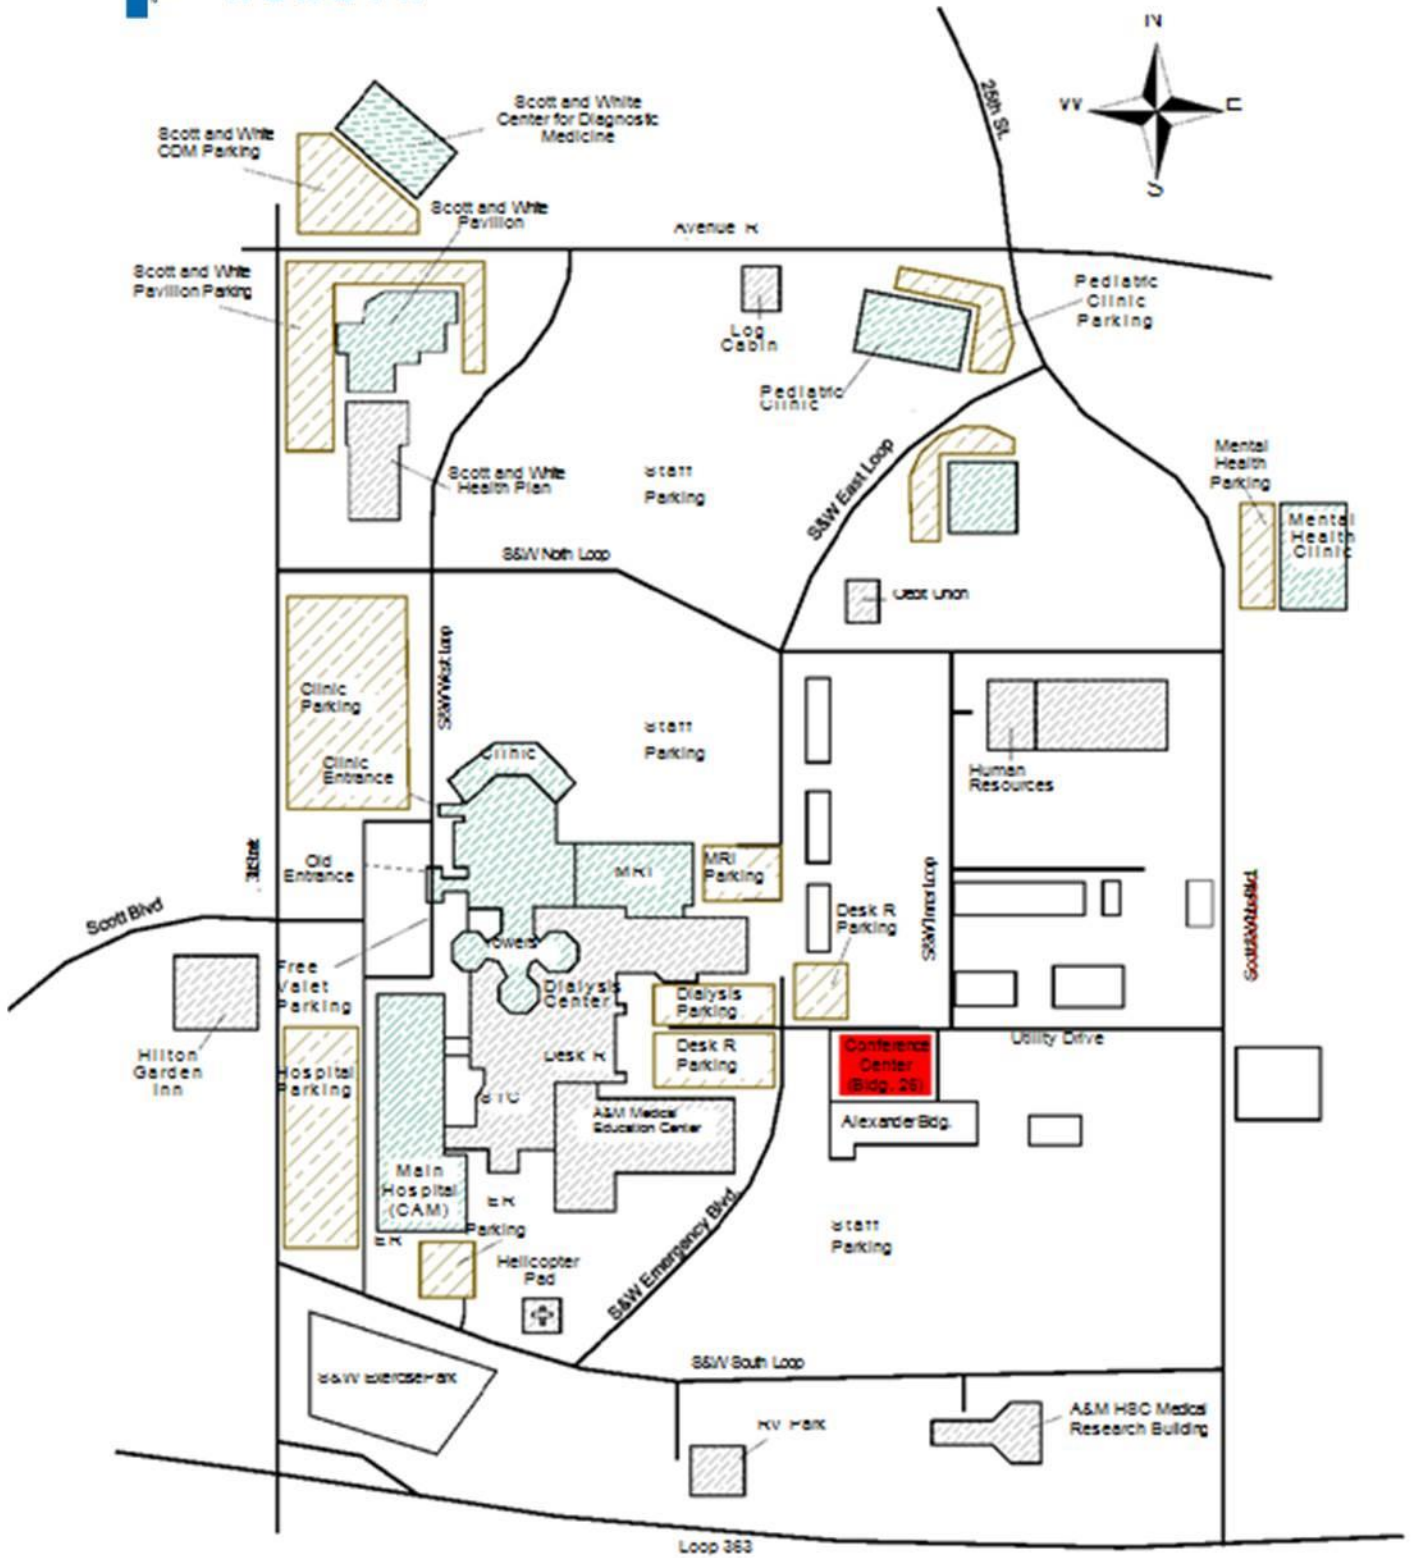 N
W
E
S
25th St.
Scott and White
Center for Diagnostic
Medicine
Scott and White
CDM Parking
Scott and White
Pavilion
Avenue R
Scott and White
Pavilion Parking
Pediatric
Clinic
Parking
Log
Cabin
Pediatric
Clinic
Scott and White
Health Plan
Staff
Parking
S&W East Loop
Mental
Health
Parking
Mental
Health
Clinic
S&W North Loop
Credit Union
Clinic
Parking
S&W West Loop
Staff
Parking
Clinic
Clinic
Entrance
Human
Resources
Old
Entrance
MRI
MRI
Parking
Scott Blvd
Desk R
Parking
S&W Inner Loop
Towers
Free
Valet
Parking
Dialysis
Center
Dialysis
Parking
Hilton
Garden
Inn
Hospital
Parking
Desk R
Desk R
Parking
Conference
Center
(Bldg. 26)
Utility Drive
STC
A&M Medical
Education Center
Alexander Bldg.
Main
Hospital
(CAM)
ER
ER
Parking
S&W Emergency Blvd.
Staff
Parking
Helicopter
Pad
S&W Exercise Park
S&W South Loop
RV Park
A&M HSC Medical
Research Building
Loop 363